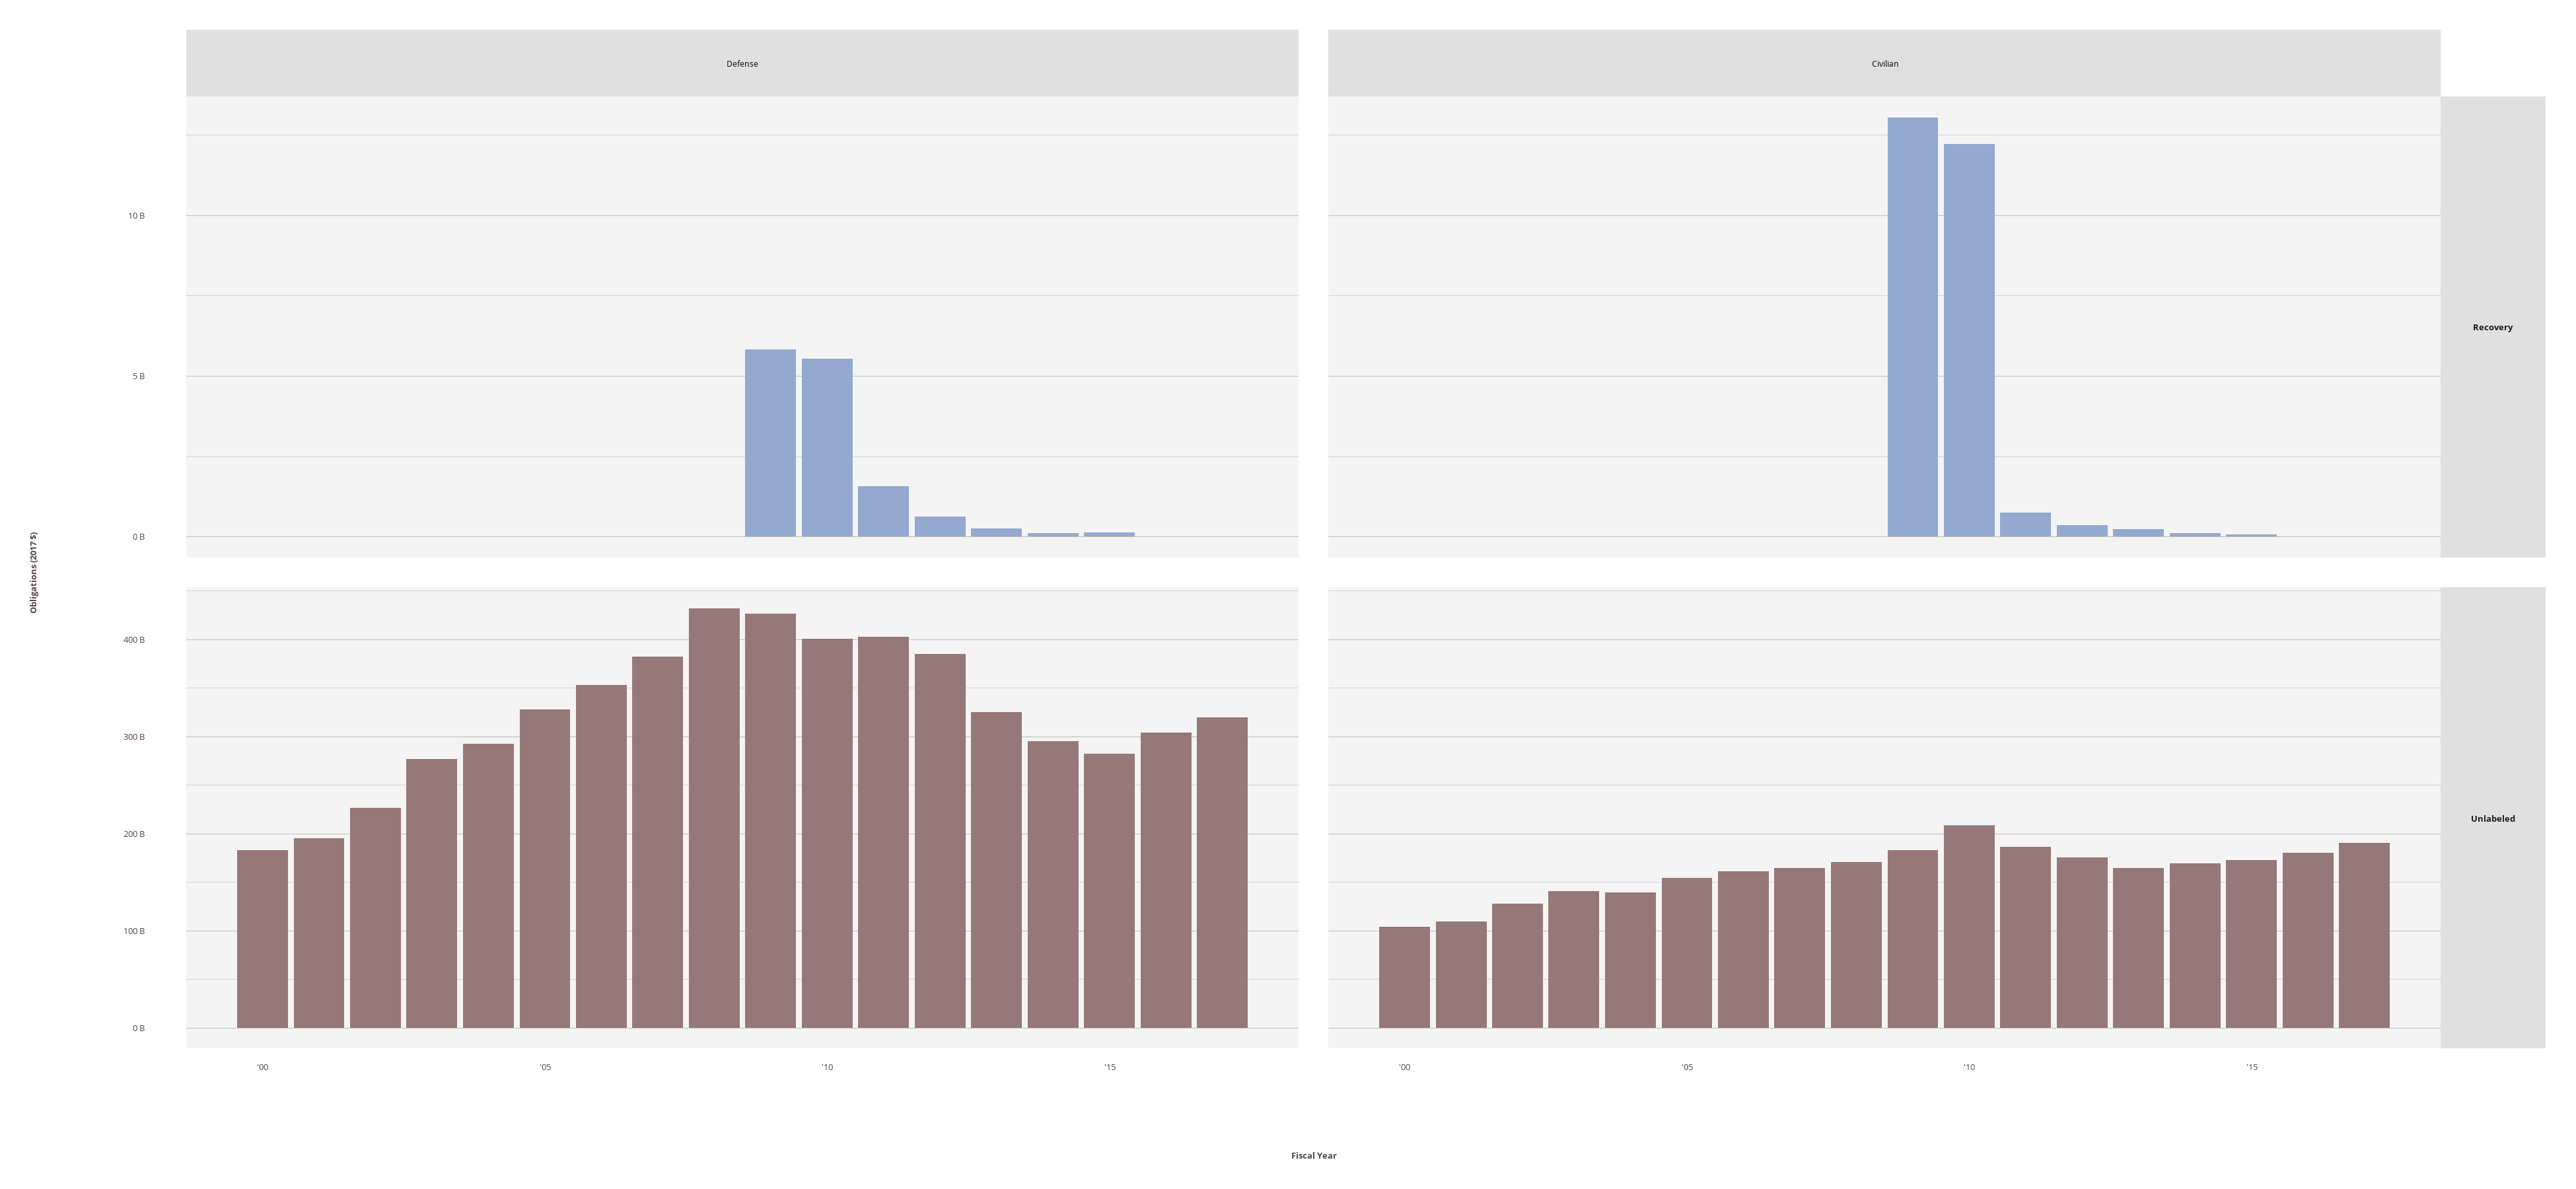 Defense
Civilian
10 B
5 B
0 B
Recovery
Obligations (2017 $)
400 B
300 B
200 B
100 B
0 B
Unlabeled
'00
'05
'10
'15
'00
'05
'10
'15
Fiscal Year